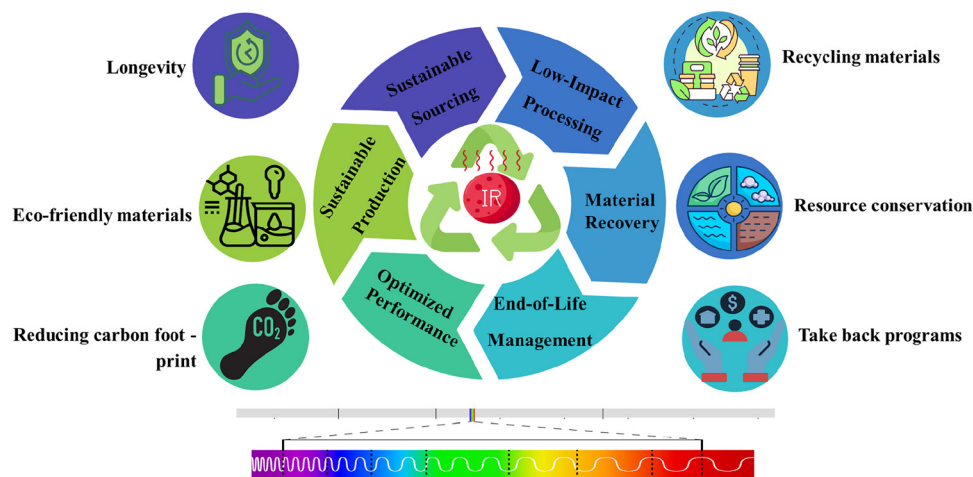 Longevity
Sustainable
Sourcing
Low-Impact
Processing
Recycling materials
Eco-friendly materials
Sustainable
Production
IR
Material
Recovery
Resource conservation
Reducing carbon foot -
print
CO2
Optimized
Performance
End-of-Life
Management
$
Take back programs